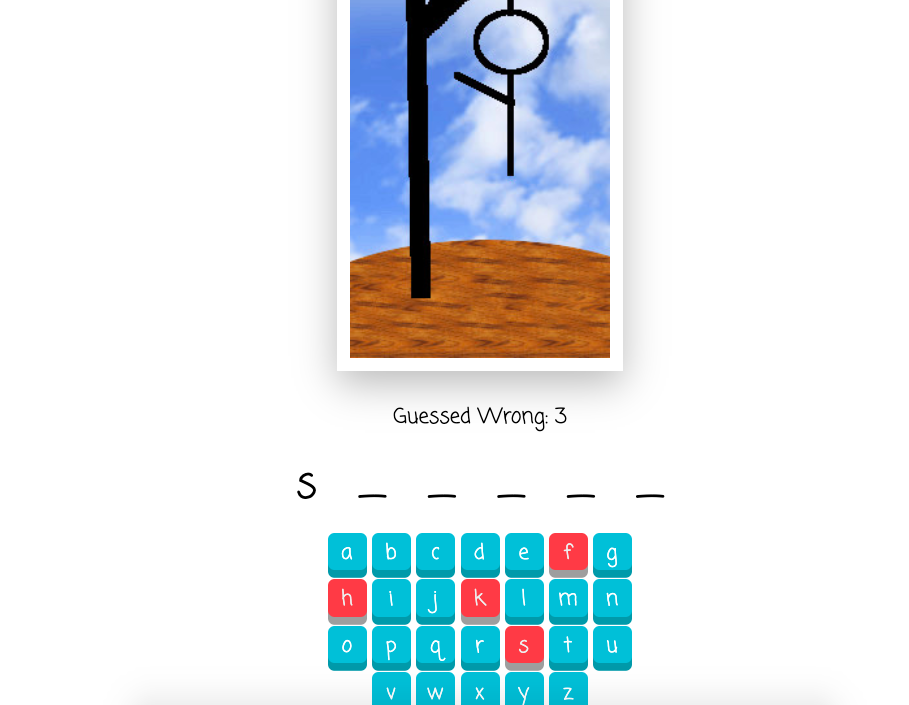 Guessed Wrong: 3
S _ _ _ _ _
a b c d e f g
h i j k l m n
o p q r s t u
v w x y z